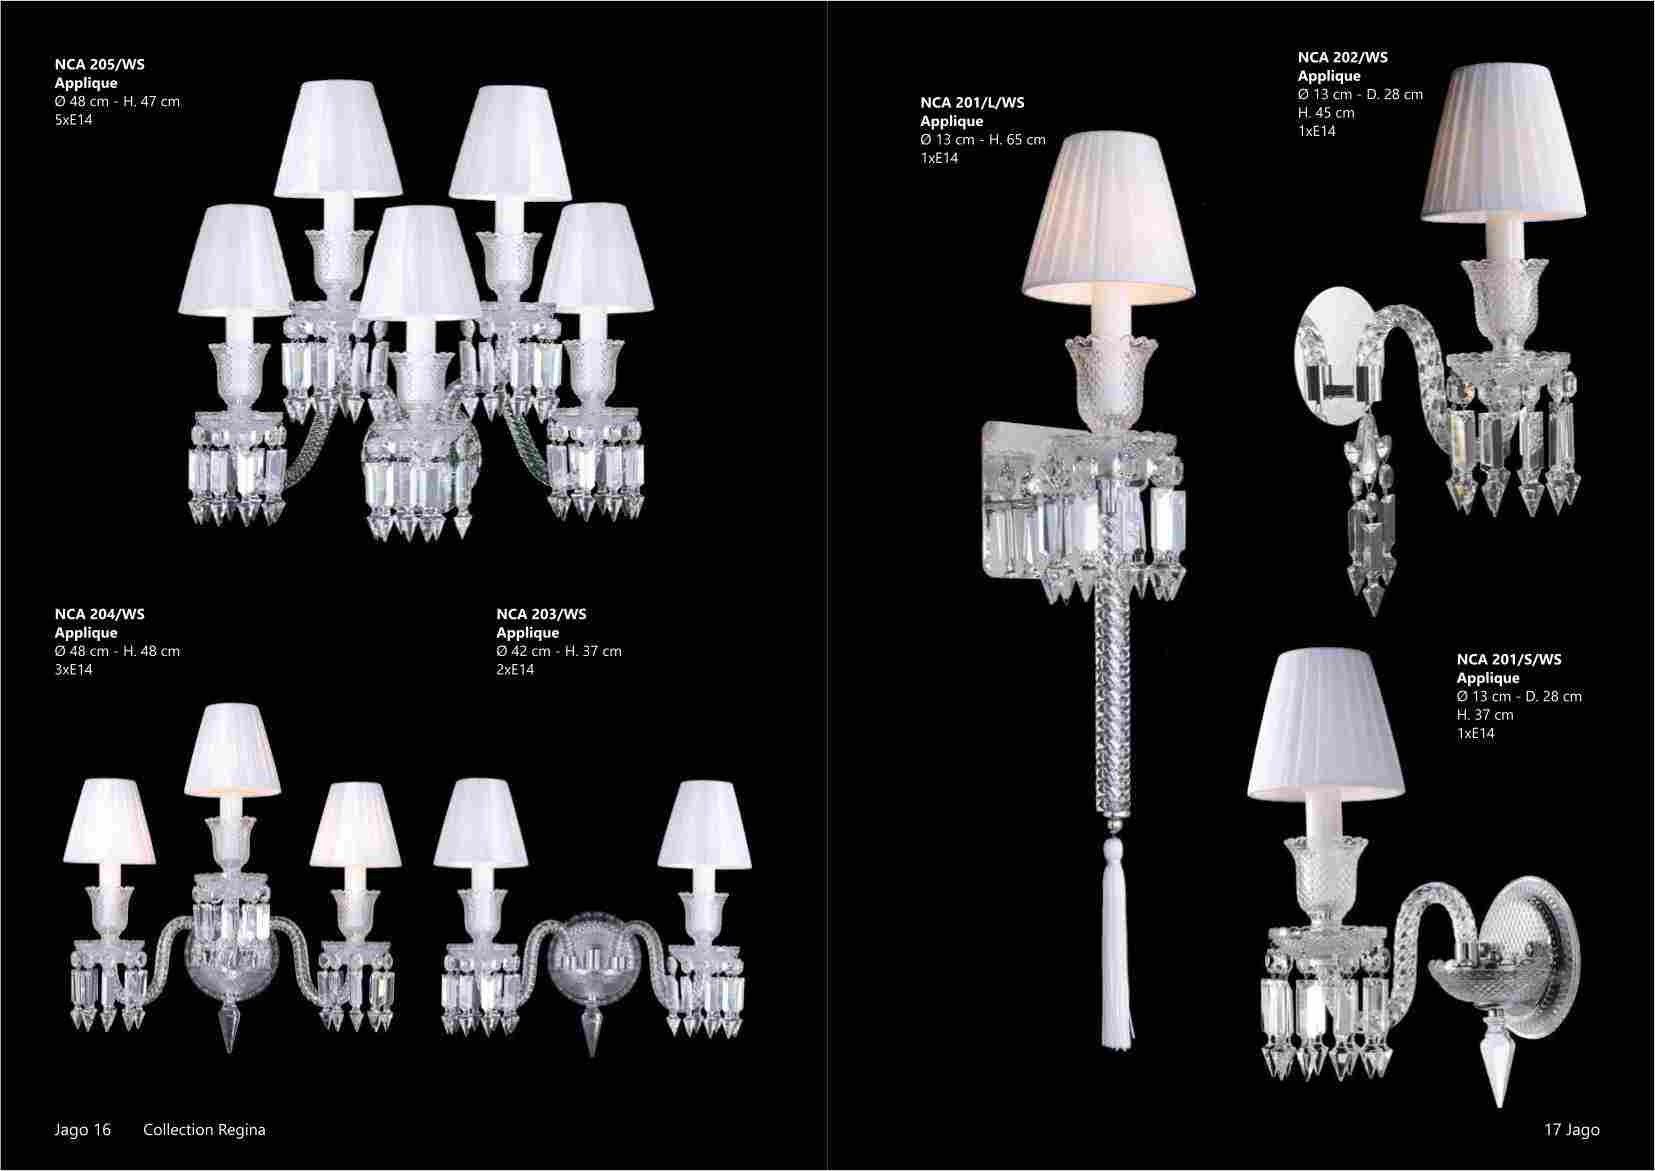 NCA 205/WS
Applique
Ø 48 cm - H. 47 cm
5xE14
NCA 204/WS
Applique
Ø 48 cm - H. 48 cm
3xE14
NCA 203/WS
Applique
Ø 42 cm - H. 37 cm
2xE14
Jago 16 Collection Regina
NCA 201/L/WS
Applique
Ø 13 cm - H. 65 cm
1xE14
NCA 202/WS
Applique
Ø 13 cm - D. 28 cm
H. 45 cm
1xE14
NCA 201/S/WS
Applique
Ø 13 cm - D. 28 cm
H. 37 cm
1xE14
17 Jago